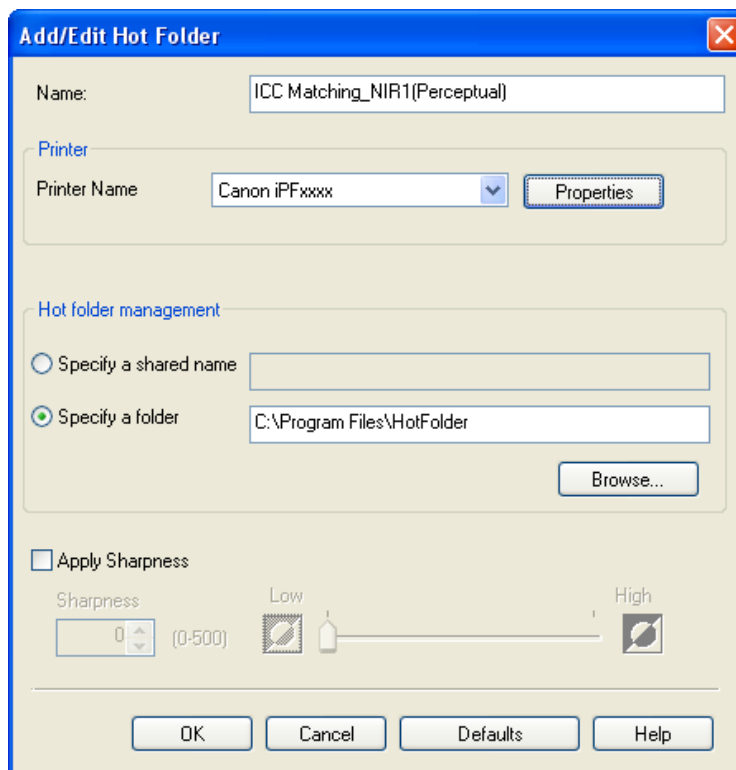 Add/Edit Hot Folder
Name: ICC Matching_NIR1(Perceptual)
Printer
Printer Name Canon iPFxxxx Properties
Hot folder management
Specify a shared name
Specify a folder C:\Program Files\HotFolder
Browse...
Apply Sharpness
Sharpness Low High
0 (0-500)
OK Cancel Defaults Help